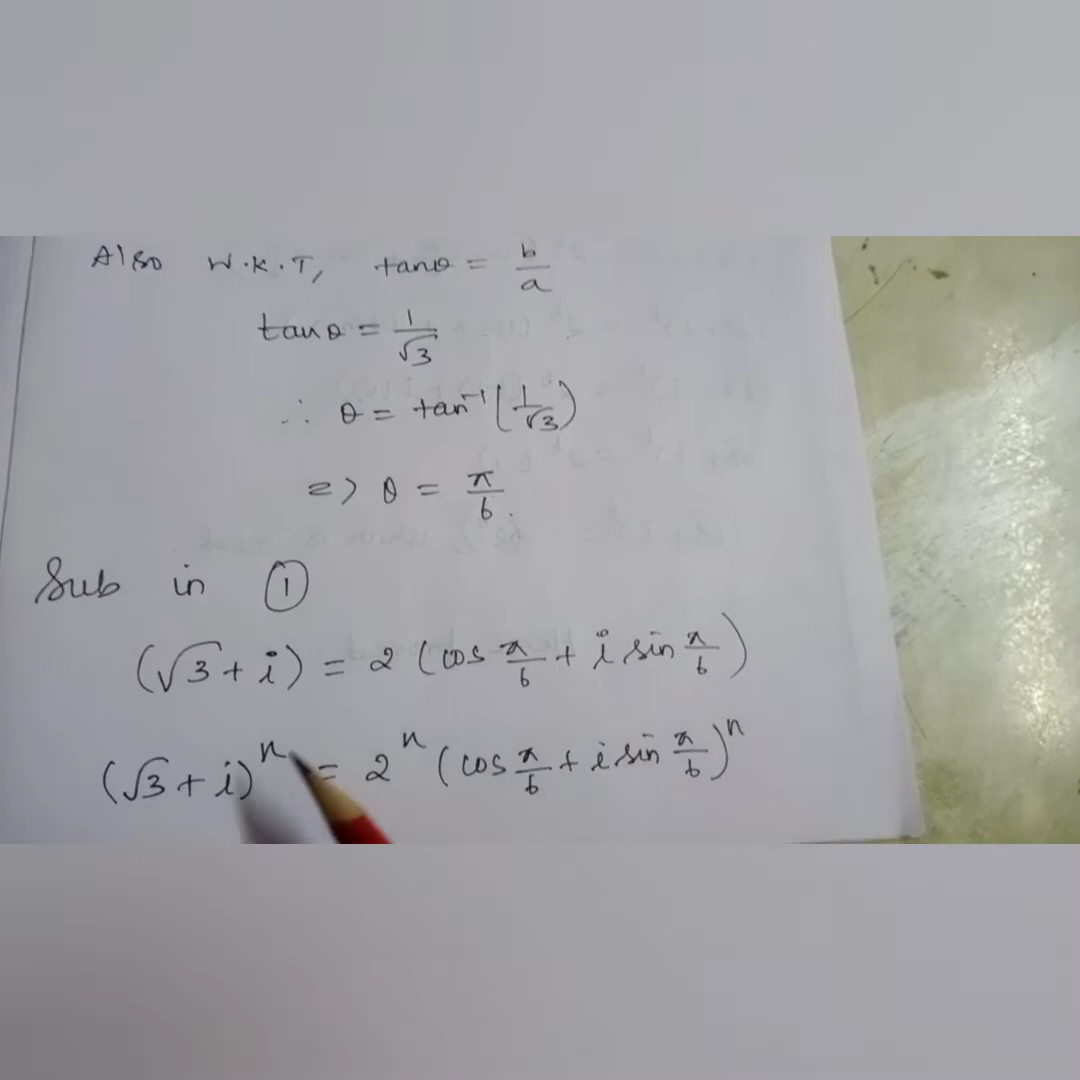 Also W.K.T, tanθ = b/a
tanθ = 1/√3
∴ θ = tan⁻¹(1/√3)
=> θ = π/6.
Sub in ①
(√3 + i) = 2 (cos π/6 + i sin π/6)
(√3 + i)ⁿ = 2ⁿ (cos π/6 + i sin π/6)ⁿ